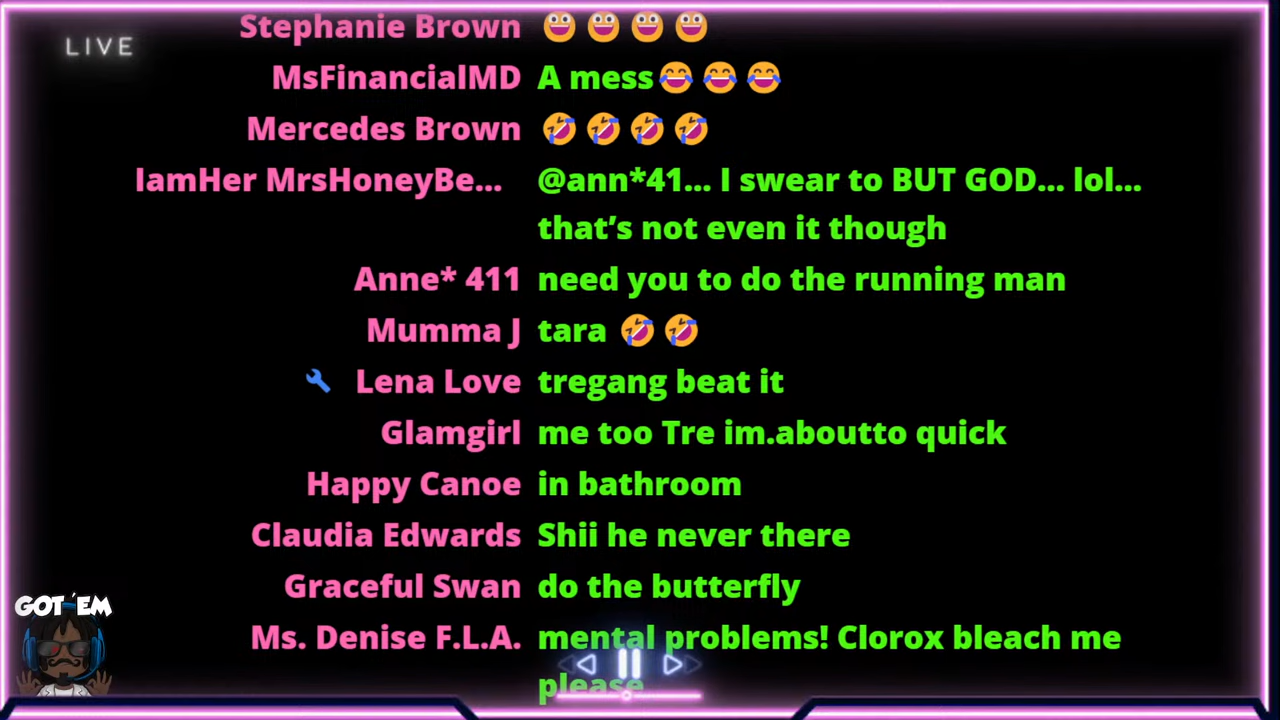 LIVE
Stephanie Brown 😀 😀 😀 😀
MsFinancialMD A mess😂 😂 😂
Mercedes Brown 🤣 🤣 🤣 🤣
IamHer MrsHoneyBe... @ann*41... I swear to BUT GOD... lol...
that's not even it though
Anne* 411 need you to do the running man
Mumma J tara 🤣 🤣
Lena Love tregang beat it
Glamgirl me too Tre im.aboutto quick
Happy Canoe in bathroom
Claudia Edwards Shii he never there
Graceful Swan do the butterfly
GOT 'EM
Ms. Denise F.L.A. mental problems! Clorox bleach me
please